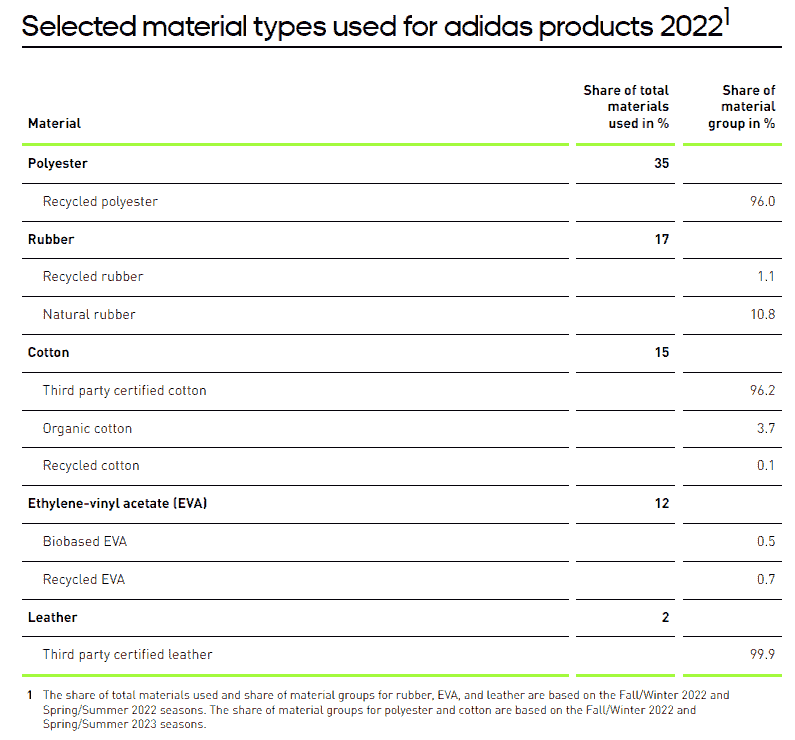 Selected material types used for adidas products 2022¹
Material Share of total materials used in % Share of material group in %
Polyester 35
Recycled polyester 96.0
Rubber 17
Recycled rubber 1.1
Natural rubber 10.8
Cotton 15
Third party certified cotton 96.2
Organic cotton 3.7
Recycled cotton 0.1
Ethylene-vinyl acetate (EVA) 12
Biobased EVA 0.5
Recycled EVA 0.7
Leather 2
Third party certified leather 99.9
1 The share of total materials used and share of material groups for rubber, EVA, and leather are based on the Fall/Winter 2022 and
Spring/Summer 2022 seasons. The share of material groups for polyester and cotton are based on the Fall/Winter 2022 and
Spring/Summer 2023 seasons.